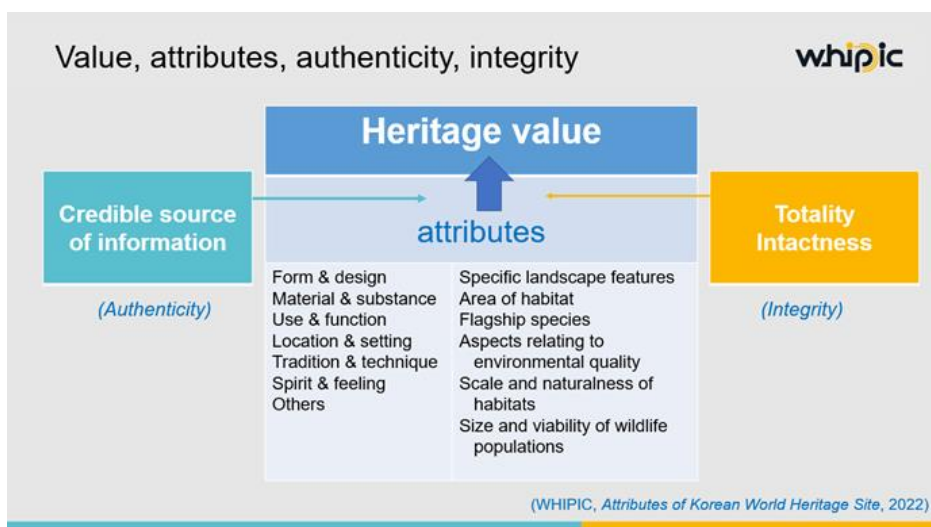 Value, attributes, authenticity, integrity
whipic
Heritage value
Credible source
of information
(Authenticity)
attributes
Totality
Intactness
(Integrity)
Form & design
Material & substance
Use & function
Location & setting
Tradition & technique
Spirit & feeling
Others
Specific landscape features
Area of habitat
Flagship species
Aspects relating to
environmental quality
Scale and naturalness of
habitats
Size and viability of wildlife
populations
(WHIPIC, Attributes of Korean World Heritage Site, 2022)